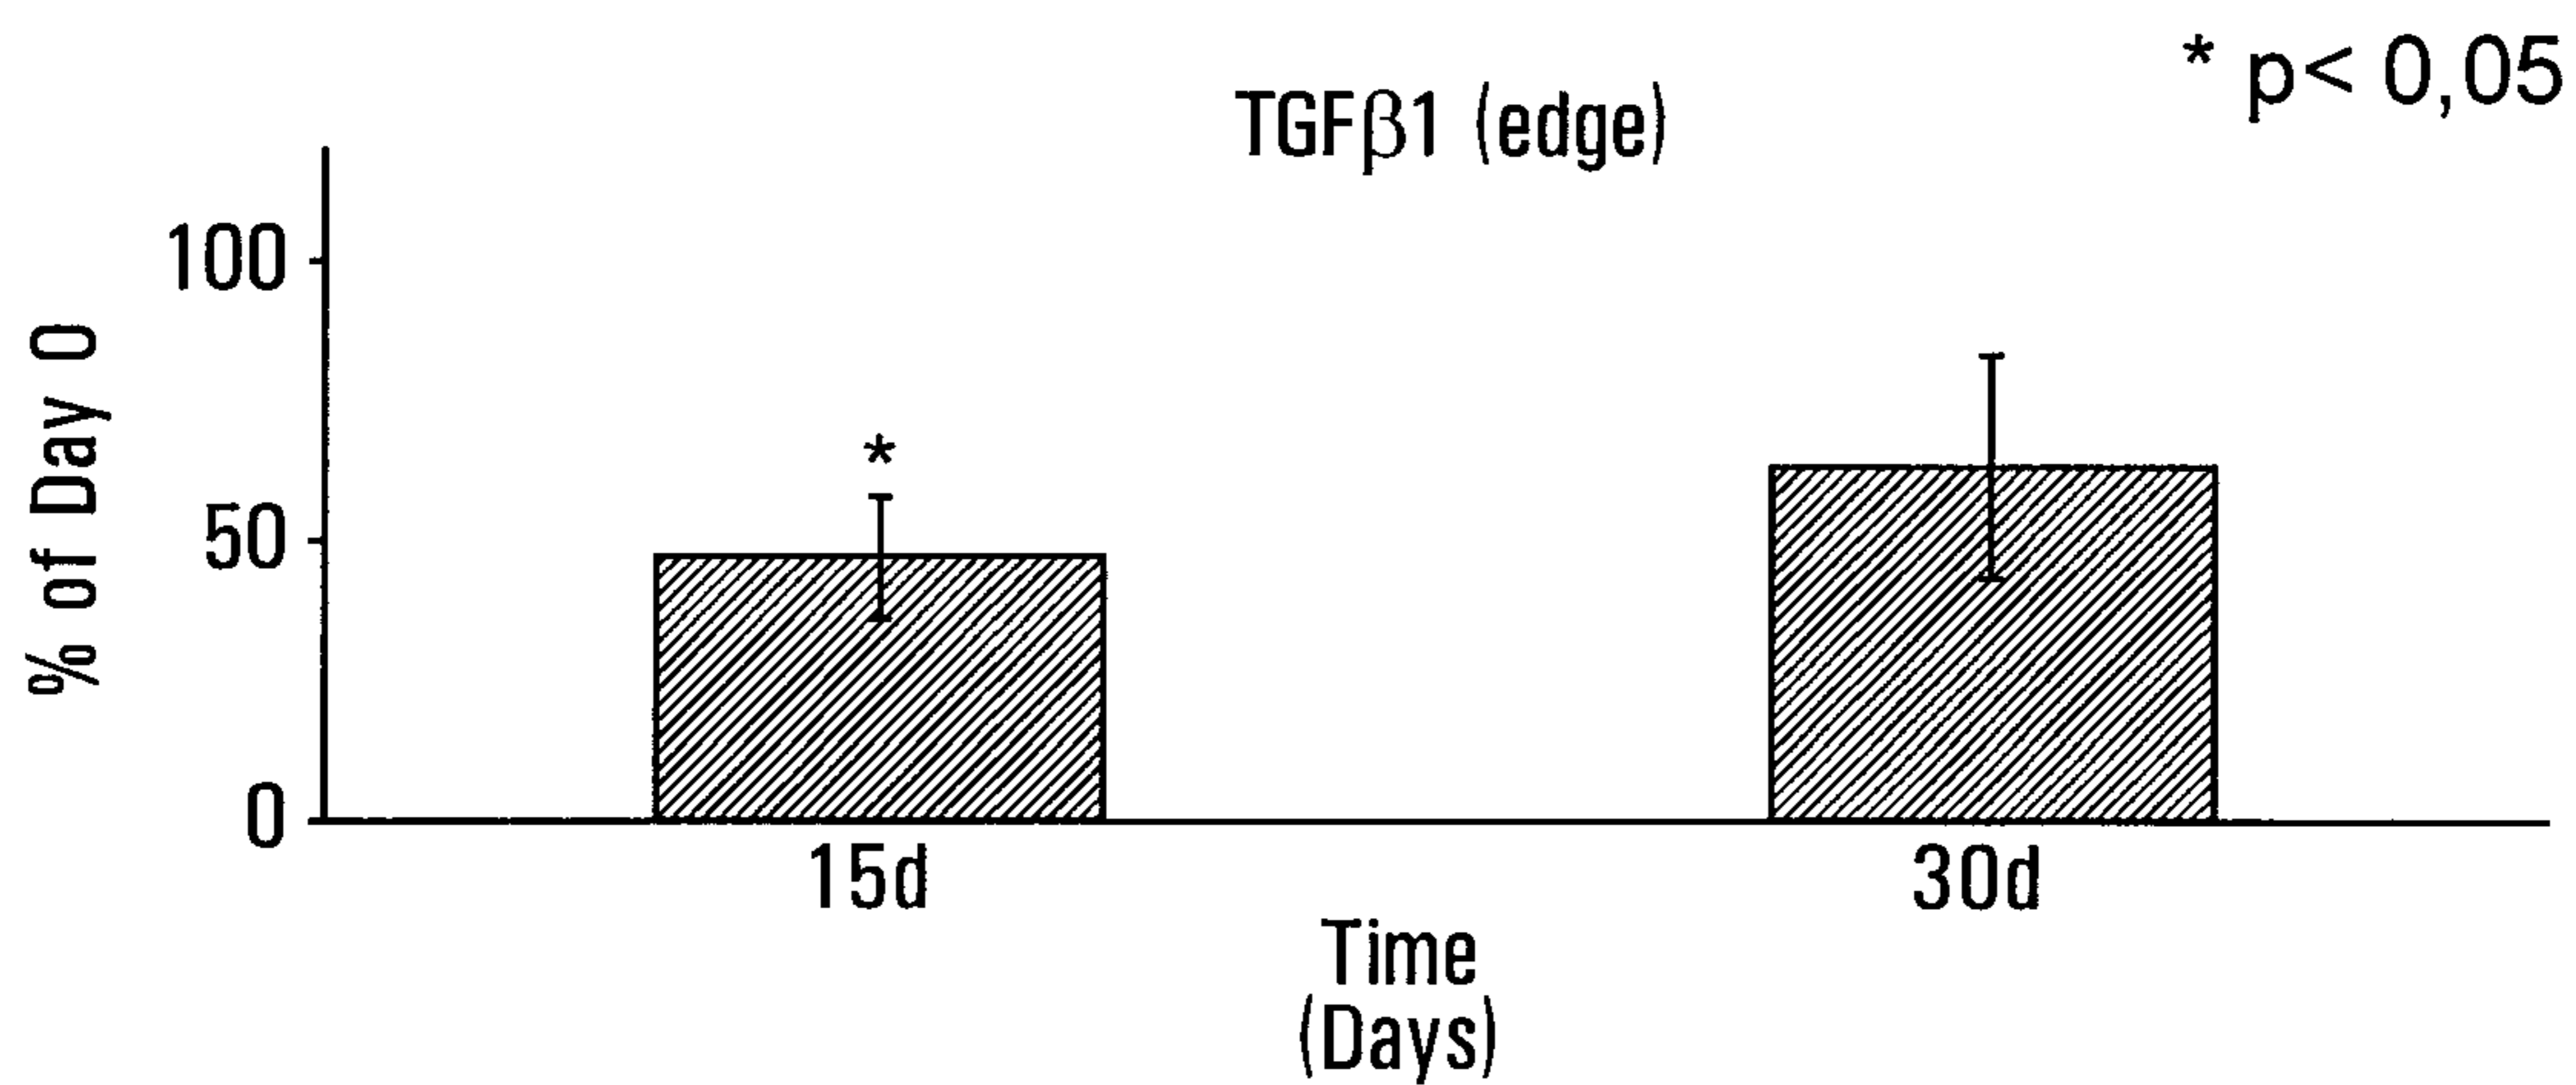 * p< 0,05
TGFβ1 (edge)
100
50
0
% of Day 0
*
15d
30d
Time
(Days)